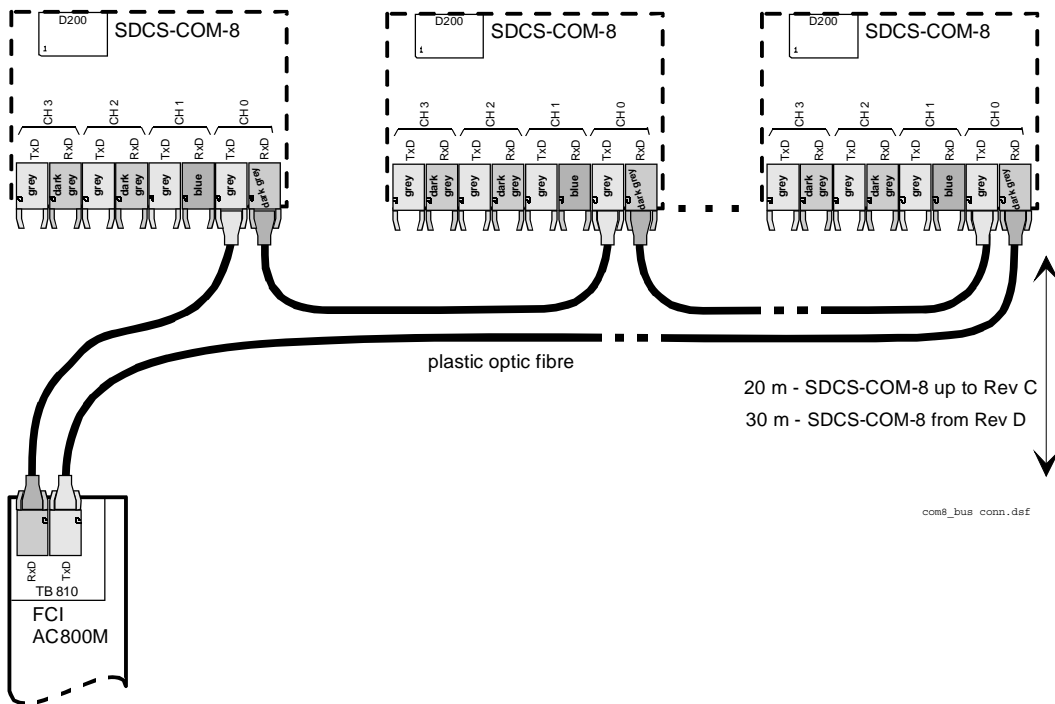 D200
1
SDCS-COM-8
CH 3
CH 2
CH 1
CH 0
TxD
RxD
TxD
RxD
TxD
RxD
TxD
RxD
grey
dark grey
grey
dark grey
grey
blue
grey
dark grey
D200
1
SDCS-COM-8
CH 3
CH 2
CH 1
CH 0
TxD
RxD
TxD
RxD
TxD
RxD
TxD
RxD
grey
dark grey
grey
dark grey
grey
blue
grey
dark grey
D200
1
SDCS-COM-8
CH 3
CH 2
CH 1
CH 0
TxD
RxD
TxD
RxD
TxD
RxD
TxD
RxD
grey
dark grey
grey
dark grey
grey
blue
grey
dark grey
plastic optic fibre
20 m - SDCS-COM-8 up to Rev C
30 m - SDCS-COM-8 from Rev D
com8_bus conn.dsf
RxD
TxD
TB 810
FCI
AC800M